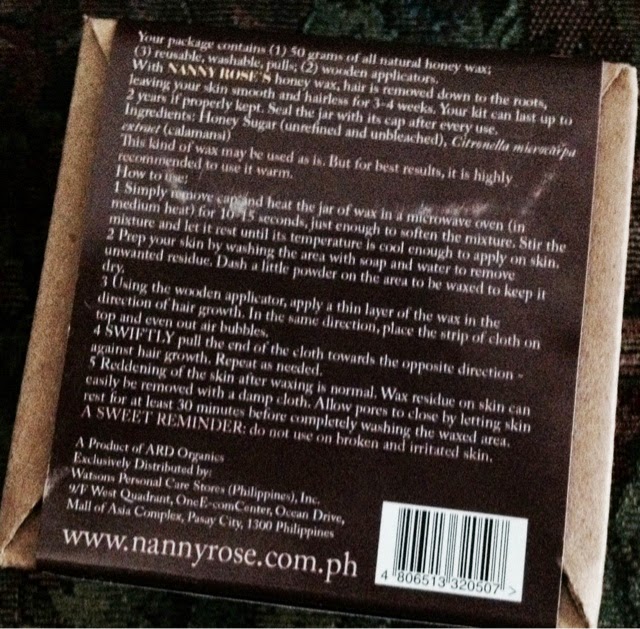 Your package contains (1) 50 grams of all natural honey wax;
(3) reusable, washable, pulls; (2) wooden applicators.
With NANNY ROSE'S honey wax, hair is removed down to the roots,
leaving your skin smooth and hairless for 3-4 weeks. Your kit can last up to
2 years if properly kept. Seal the jar with its cap after every use.
Ingredients: Honey Sugar (unrefined and unbleached), Citronella microcarpa
extract (calamansi)
This kind of wax may be used as is. But for best results, it is highly
recommended to use it warm.
How to use:
1 Simply remove cap and heat the jar of wax in a microwave oven (in
medium heat) for 10-15 seconds, just enough to soften the mixture. Stir the
mixture and let it rest until its temperature is cool enough to apply on skin.
2 Prep your skin by washing the area with soap and water to remove
unwanted residue. Dash a little powder on the area to be waxed to keep it
dry.
3 Using the wooden applicator, apply a thin layer of the wax in the
direction of hair growth. In the same direction, place the strip of cloth on
top and even out air bubbles.
4 SWIFTLY pull the end of the cloth towards the opposite direction -
against hair growth. Repeat as needed.
5 Reddening of the skin after waxing is normal. Wax residue on skin can
easily be removed with a damp cloth. Allow pores to close by letting skin
rest for at least 30 minutes before completely washing the waxed area.
A SWEET REMINDER: do not use on broken and irritated skin.
A Product of ARD Organics
Exclusively Distributed by:
Watsons Personal Care Stores (Philippines), Inc.
9/F West Quadrant, OneE-comCenter, Ocean Drive,
Mall of Asia Complex, Pasay City, 1300 Philippines
www.nannyrose.com.ph
4 806513 320507 >